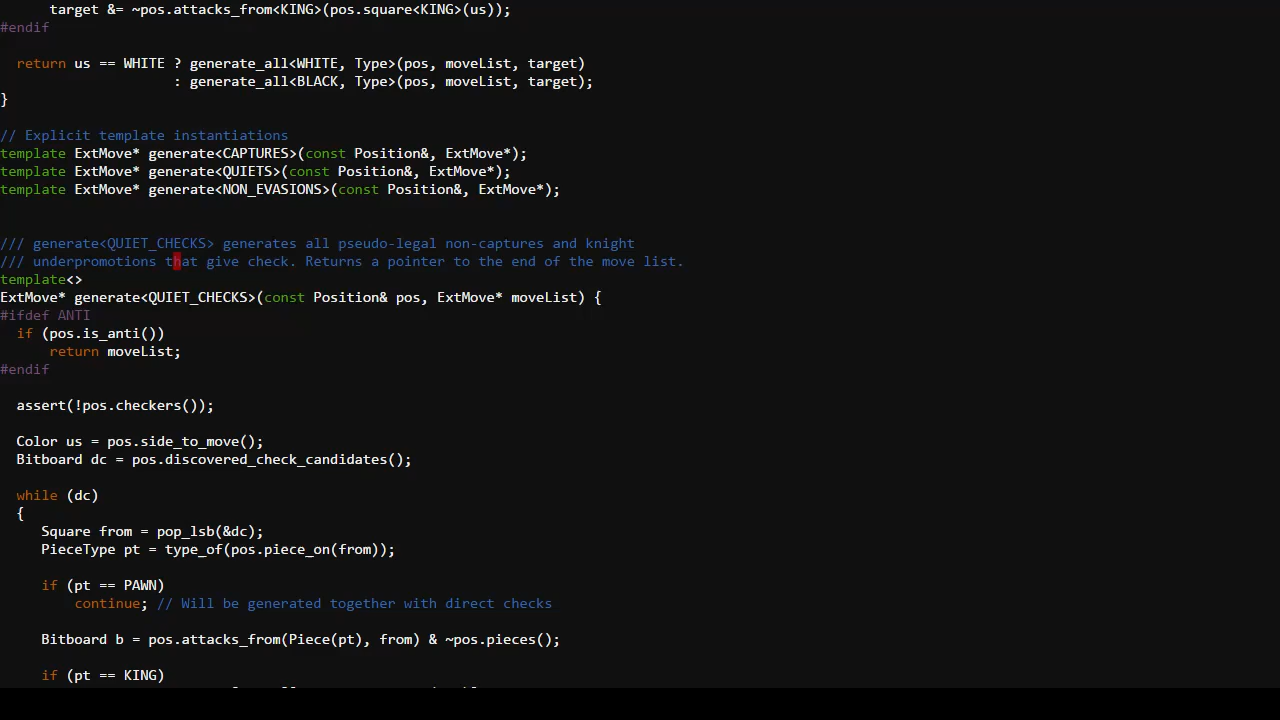 target &= ~pos.attacks_from<KING>(pos.square<KING>(us));
#endif
return us == WHITE ? generate_all<WHITE, Type>(pos, moveList, target)
: generate_all<BLACK, Type>(pos, moveList, target);
}
// Explicit template instantiations
template ExtMove* generate<CAPTURES>(const Position&, ExtMove*);
template ExtMove* generate<QUIETS>(const Position&, ExtMove*);
template ExtMove* generate<NON_EVASIONS>(const Position&, ExtMove*);
/// generate<QUIET_CHECKS> generates all pseudo-legal non-captures and knight
/// underpromotions that give check. Returns a pointer to the end of the move list.
template<>
ExtMove* generate<QUIET_CHECKS>(const Position& pos, ExtMove* moveList) {
#ifdef ANTI
if (pos.is_anti())
return moveList;
#endif
assert(!pos.checkers());
Color us = pos.side_to_move();
Bitboard dc = pos.discovered_check_candidates();
while (dc)
{
Square from = pop_lsb(&dc);
PieceType pt = type_of(pos.piece_on(from));
if (pt == PAWN)
continue; // Will be generated together with direct checks
Bitboard b = pos.attacks_from(Piece(pt), from) & ~pos.pieces();
if (pt == KING)